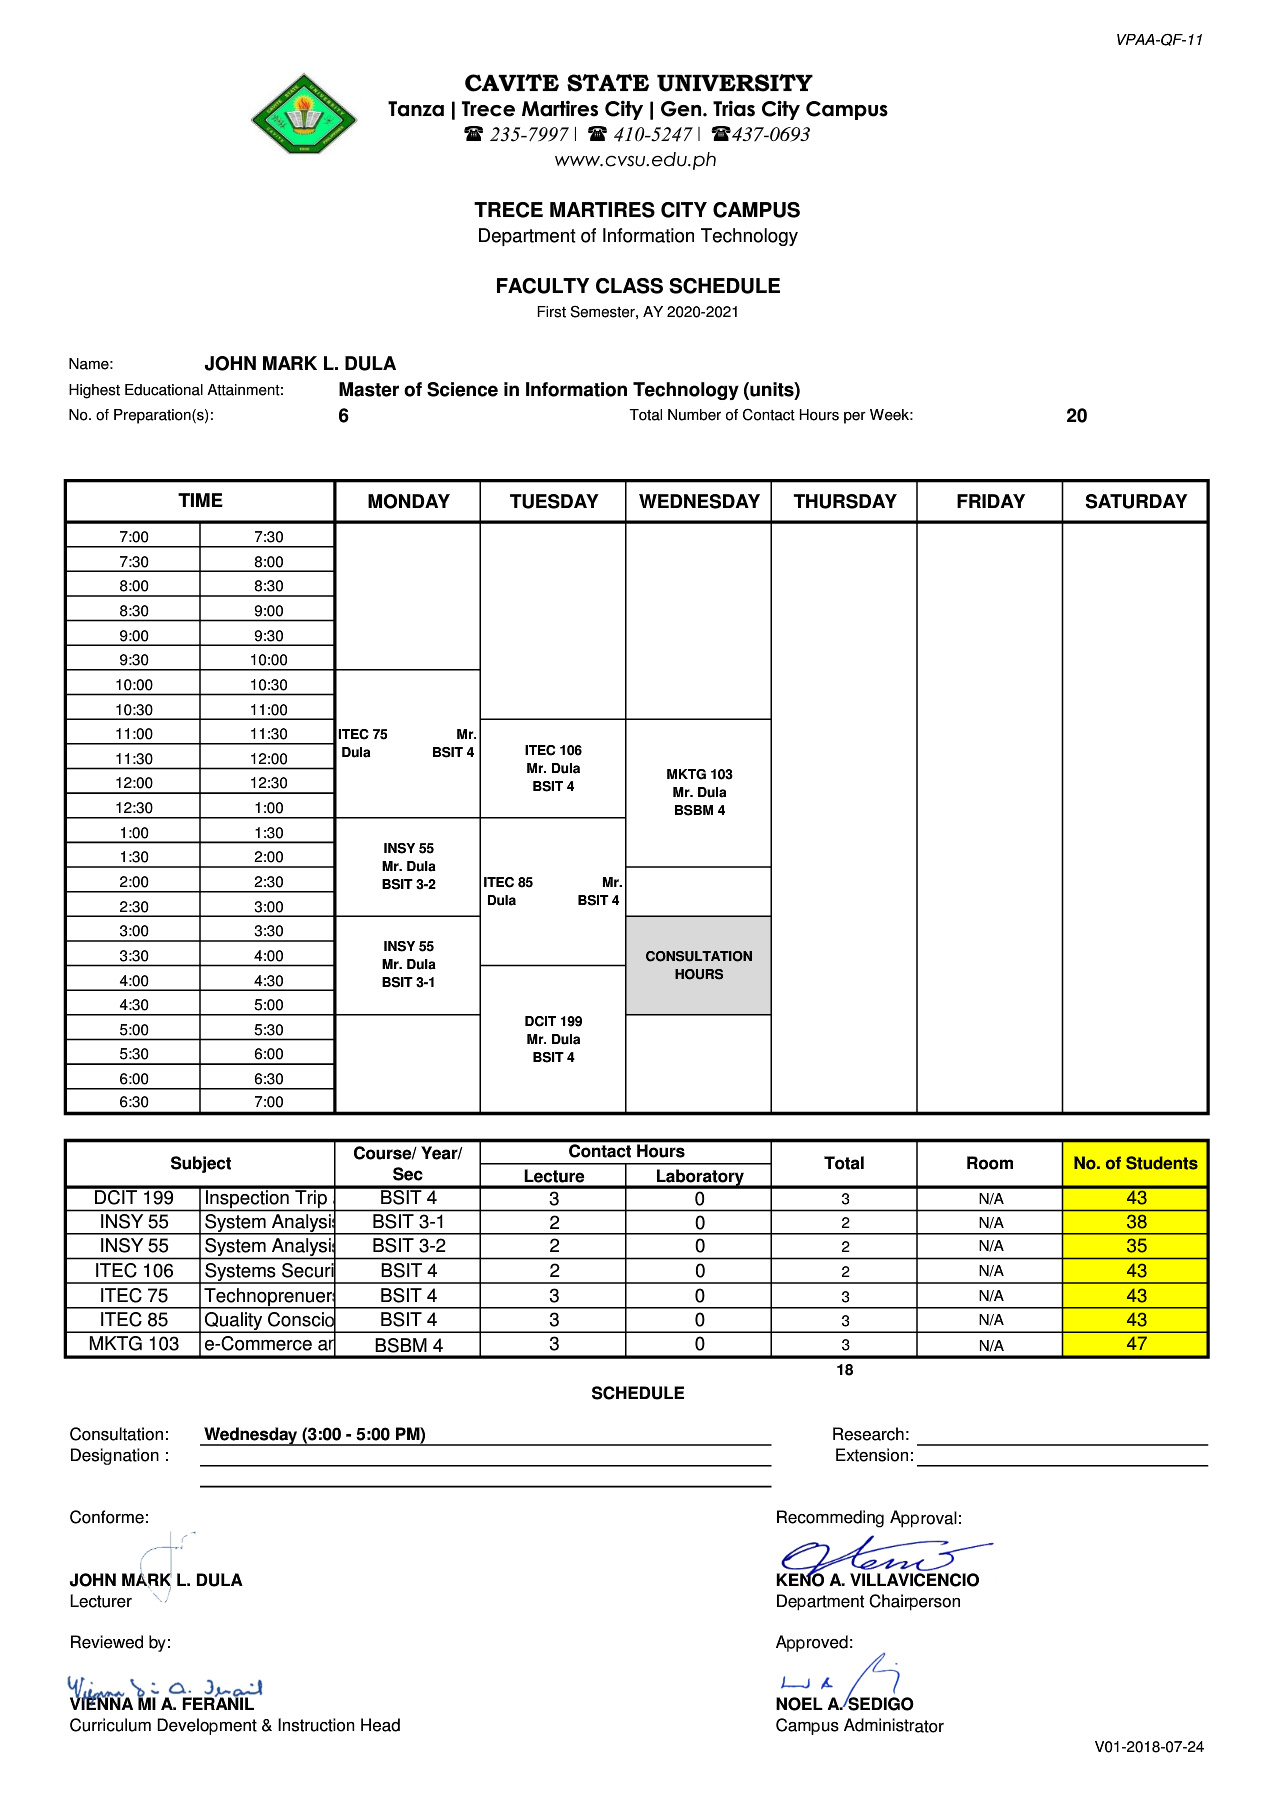 VPAA-QF-11
CAVITE STATE UNIVERSITY
Tanza | Trece Martires City | Gen. Trias City Campus
☎ 235-7997 | ☎ 410-5247 | ☎437-0693
www.cvsu.edu.ph
TRECE MARTIRES CITY CAMPUS
Department of Information Technology
FACULTY CLASS SCHEDULE
First Semester, AY 2020-2021
Name: JOHN MARK L. DULA
Highest Educational Attainment: Master of Science in Information Technology (units)
No. of Preparation(s): 6 Total Number of Contact Hours per Week: 20
TIME MONDAY TUESDAY WEDNESDAY THURSDAY FRIDAY SATURDAY
7:00 7:30
7:30 8:00
8:00 8:30
8:30 9:00
9:00 9:30
9:30 10:00
10:00 10:30
10:30 11:00
11:00 11:30
11:30 12:00
12:00 12:30
12:30 1:00
1:00 1:30
1:30 2:00
2:00 2:30
2:30 3:00
3:00 3:30
3:30 4:00
4:00 4:30
4:30 5:00
5:00 5:30
5:30 6:00
6:00 6:30
6:30 7:00
ITEC 75 Mr.
Dula BSIT 4
INSY 55
Mr. Dula
BSIT 3-2
INSY 55
Mr. Dula
BSIT 3-1
ITEC 106
Mr. Dula
BSIT 4
ITEC 85 Mr.
Dula BSIT 4
DCIT 199
Mr. Dula
BSIT 4
MKTG 103
Mr. Dula
BSBM 4
CONSULTATION
HOURS
Subject Course/ Year/ Sec Contact Hours Total Room No. of Students
Lecture Laboratory
DCIT 199 Inspection Trip BSIT 4 3 0 3 N/A 43
INSY 55 System Analysis BSIT 3-1 2 0 2 N/A 38
INSY 55 System Analysis BSIT 3-2 2 0 2 N/A 35
ITEC 106 Systems Securi BSIT 4 2 0 2 N/A 43
ITEC 75 Technoprenuers BSIT 4 3 0 3 N/A 43
ITEC 85 Quality Conscio BSIT 4 3 0 3 N/A 43
MKTG 103 e-Commerce ar BSBM 4 3 0 3 N/A 47
18
SCHEDULE
Consultation: Wednesday (3:00 - 5:00 PM) Research:
Designation : Extension:
Conforme: Recommeding Approval:
JOHN MARK L. DULA KENO A. VILLAVICENCIO
Lecturer Department Chairperson
Reviewed by: Approved:
Vienna Mi A. Feranil
VIENNA MI A. FERANIL NOEL A. SEDIGO
Curriculum Development & Instruction Head Campus Administrator
V01-2018-07-24